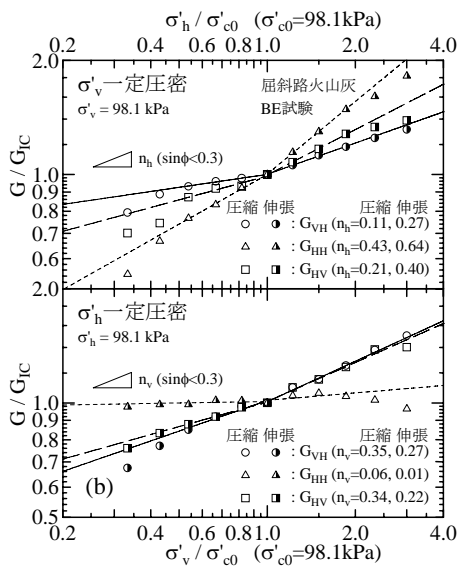 σ'h / σ'c0 (σ'c0=98.1kPa)
0.2 0.4 0.6 0.8 1.0 2.0 4.0
2.0
σ'v一定圧密
σ'v = 98.1 kPa
屈斜路火山灰
BE試験
nh (sinφ<0.3)
G / GIC
1.0
0.9
0.8
0.7
0.6
圧縮 伸張 圧縮 伸張
: GVH (nh=0.11, 0.27)
: GHH (nh=0.43, 0.64)
: GHV (nh=0.21, 0.40)
2.0
σ'h一定圧密
σ'h = 98.1 kPa
nv (sinφ<0.3)
G / GIC
1.0
0.9
0.8
0.7
0.6
0.5
圧縮 伸張 圧縮 伸張
: GVH (nv=0.35, 0.27)
: GHH (nv=0.06, 0.01)
: GHV (nv=0.34, 0.22)
(b)
0.2 0.4 0.6 0.8 1.0 2.0 4.0
σ'v / σ'c0 (σ'c0=98.1kPa)